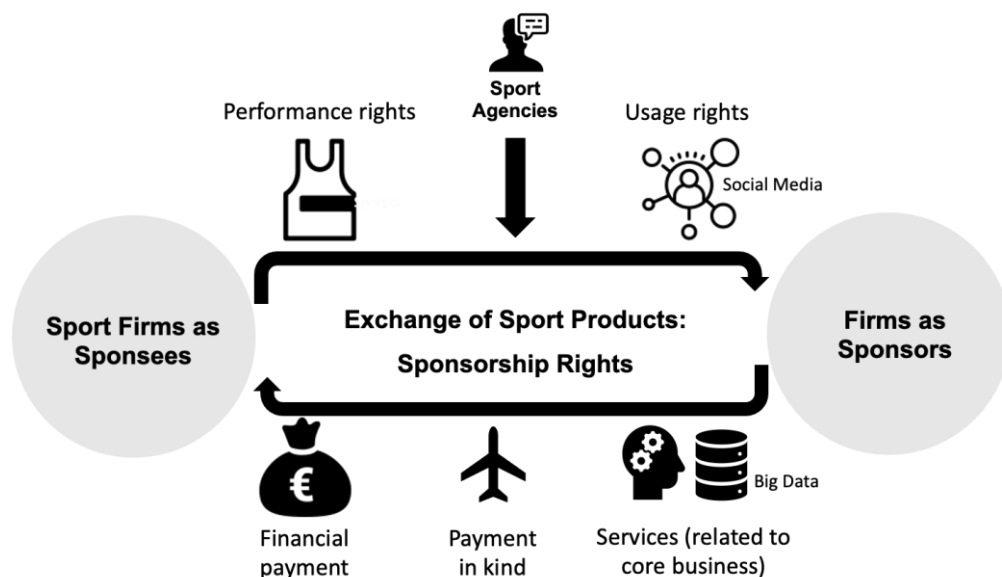 Sport
Agencies
Performance rights
Usage rights
Social Media
Sport Firms as
Sponsees
Exchange of Sport Products:
Sponsorship Rights
Firms as
Sponsors
€
Big Data
Financial
payment
Payment
in kind
Services (related to
core business)